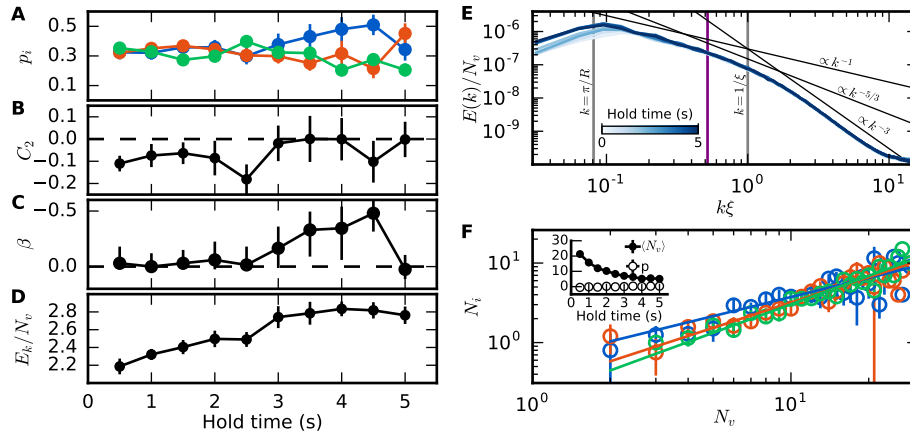 A
0.5
0.3
0.1
p_i
B
0.1
0.0
−0.1
−0.2
C_2
C
−0.5
0.0
β
D
2.8
2.6
2.4
2.2
E_k/N_v
0 1 2 3 4 5
Hold time (s)
E
10^-6
10^-7
10^-8
10^-9
E(k)/N_v
k=π/R
k=1/ξ
∝k^−1
∝k^−5/3
∝k^−3
Hold time (s)
0 5
10^-1 10^0 10^1
kξ
F
10^1
10^0
N_i
30
20
10
0
⟨N_v⟩
p
0 1 2 3 4 5
Hold time (s)
10^0 10^1
N_v